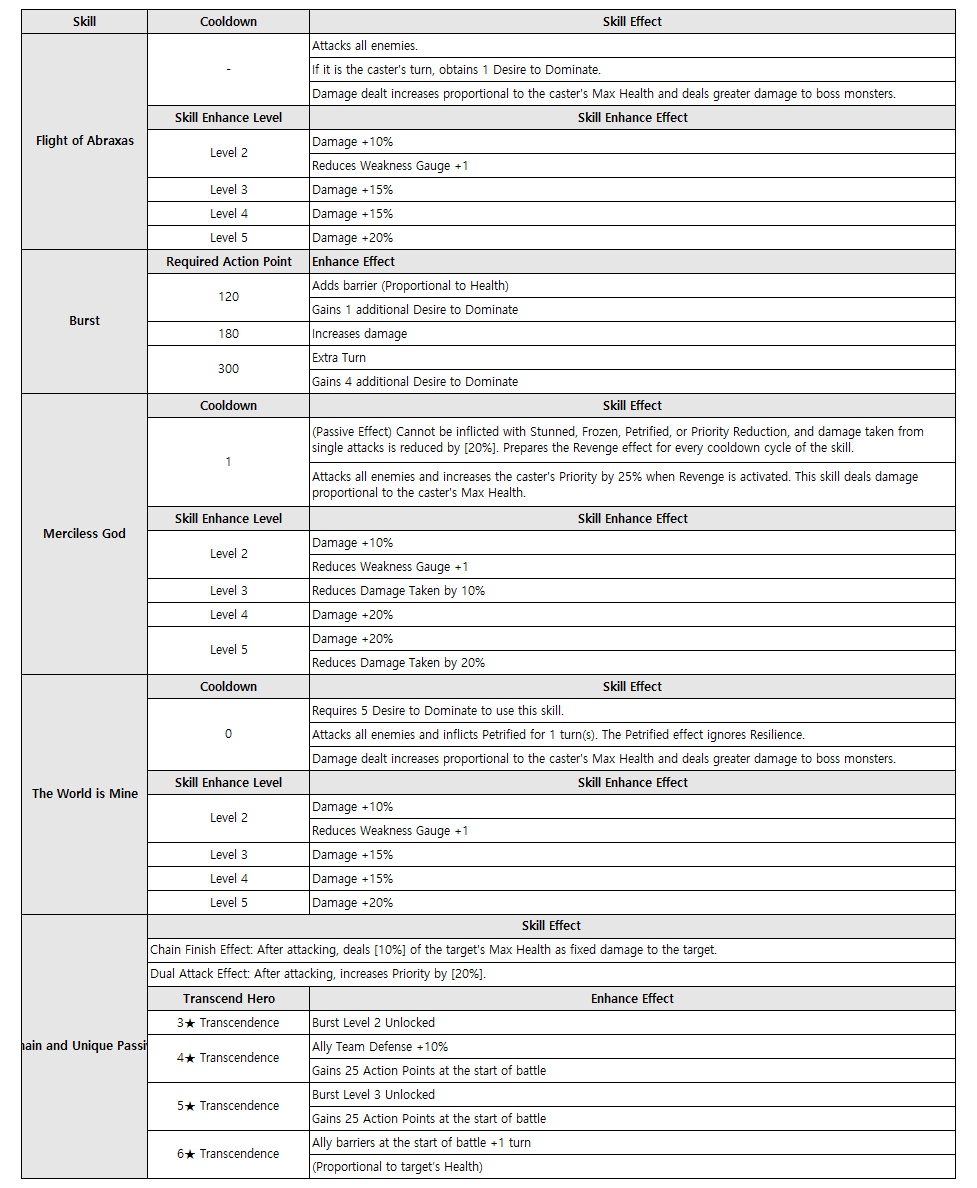 Skill Cooldown Skill Effect
Flight of Abraxas
-
Attacks all enemies.
If it is the caster's turn, obtains 1 Desire to Dominate.
Damage dealt increases proportional to the caster's Max Health and deals greater damage to boss monsters.
Skill Enhance Level Skill Enhance Effect
Level 2
Damage +10%
Reduces Weakness Gauge +1
Level 3 Damage +15%
Level 4 Damage +15%
Level 5 Damage +20%
Burst
Required Action Point Enhance Effect
120
Adds barrier (Proportional to Health)
Gains 1 additional Desire to Dominate
180 Increases damage
300
Extra Turn
Gains 4 additional Desire to Dominate
Merciless God
Cooldown Skill Effect
1
(Passive Effect) Cannot be inflicted with Stunned, Frozen, Petrified, or Priority Reduction, and damage taken from
single attacks is reduced by [20%]. Prepares the Revenge effect for every cooldown cycle of the skill.
Attacks all enemies and increases the caster's Priority by 25% when Revenge is activated. This skill deals damage
proportional to the caster's Max Health.
Skill Enhance Level Skill Enhance Effect
Level 2
Damage +10%
Reduces Weakness Gauge +1
Level 3 Reduces Damage Taken by 10%
Level 4 Damage +20%
Level 5
Damage +20%
Reduces Damage Taken by 20%
The World is Mine
Cooldown Skill Effect
0
Requires 5 Desire to Dominate to use this skill.
Attacks all enemies and inflicts Petrified for 1 turn(s). The Petrified effect ignores Resilience.
Damage dealt increases proportional to the caster's Max Health and deals greater damage to boss monsters.
Skill Enhance Level Skill Enhance Effect
Level 2
Damage +10%
Reduces Weakness Gauge +1
Level 3 Damage +15%
Level 4 Damage +15%
Level 5 Damage +20%
ain and Unique Passi
Skill Effect
Chain Finish Effect: After attacking, deals [10%] of the target's Max Health as fixed damage to the target.
Dual Attack Effect: After attacking, increases Priority by [20%].
Transcend Hero Enhance Effect
3★ Transcendence Burst Level 2 Unlocked
4★ Transcendence
Ally Team Defense +10%
Gains 25 Action Points at the start of battle
5★ Transcendence
Burst Level 3 Unlocked
Gains 25 Action Points at the start of battle
6★ Transcendence
Ally barriers at the start of battle +1 turn
(Proportional to target's Health)